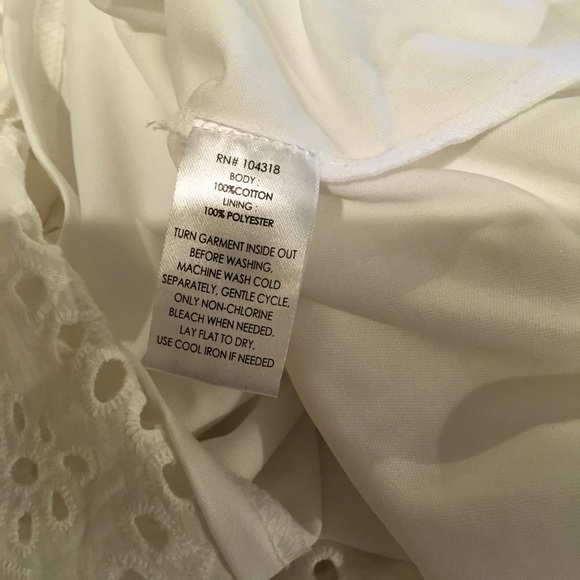 RN# 104318
BODY :
100%COTTON
LINING :
100% POLYESTER
TURN GARMENT INSIDE OUT
BEFORE WASHING,
MACHINE WASH COLD
SEPARATELY, GENTLE CYCLE,
ONLY NON-CHLORINE
BLEACH WHEN NEEDED.
LAY FLAT TO DRY,
USE COOL IRON IF NEEDED